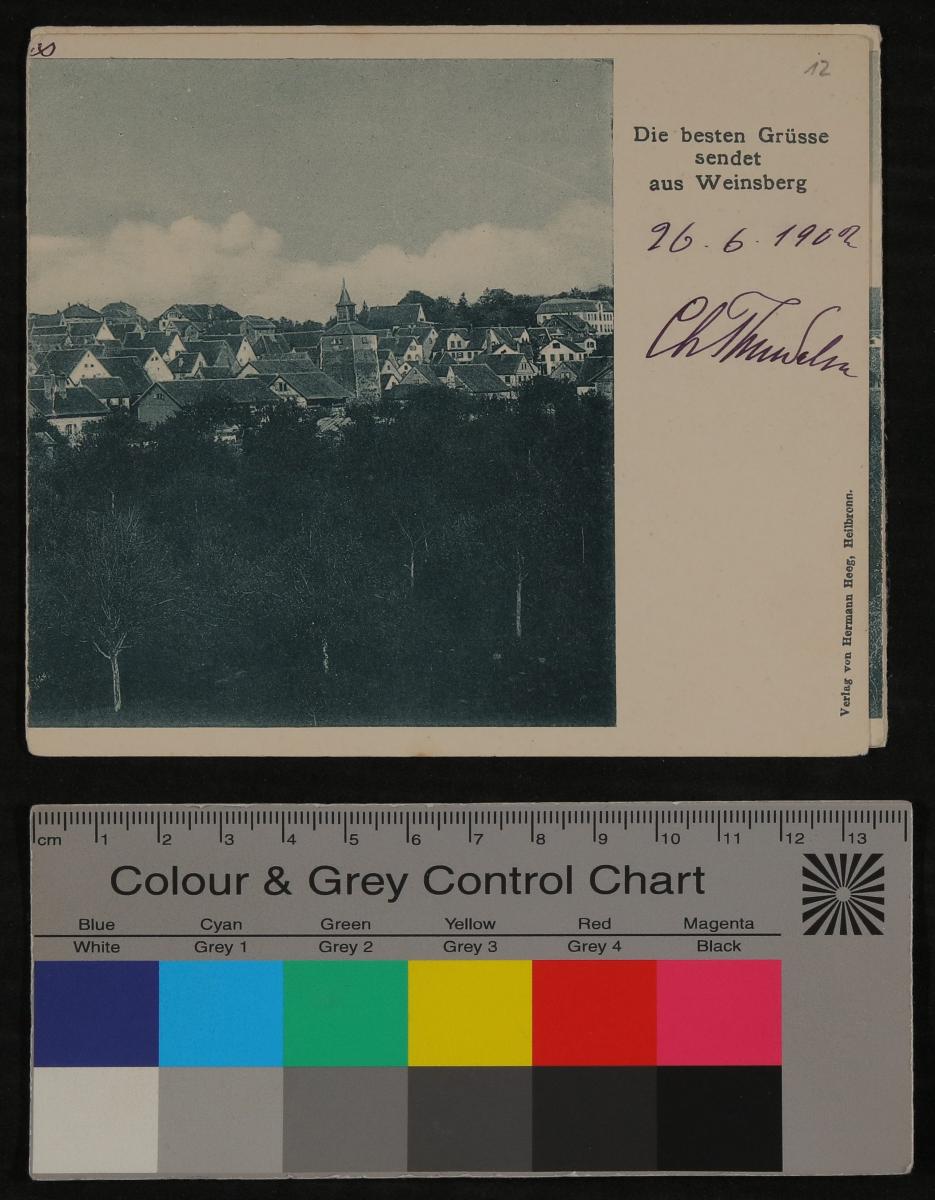 12
Die besten Grüsse
sendet
aus Weinsberg
26.6.1902
Verlag von Hermann Heeg, Heilbronn.
cm 1 2 3 4 5 6 7 8 9 10 11 12 13
Colour & Grey Control Chart
Blue Cyan Green Yellow Red Magenta
White Grey 1 Grey 2 Grey 3 Grey 4 Black